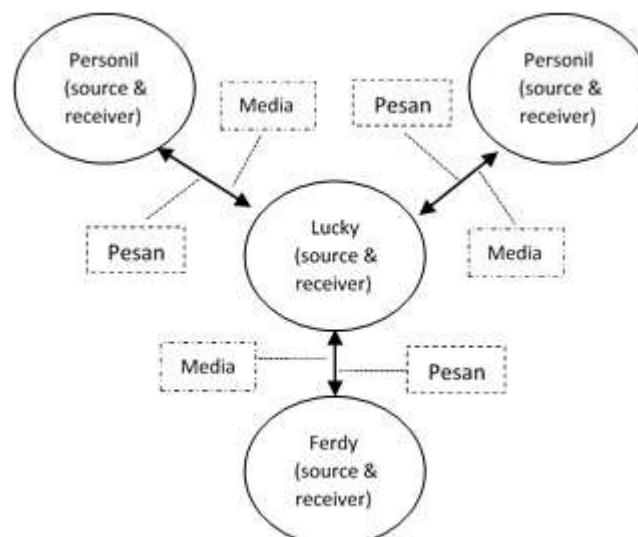 Personil
(source &
receiver)
Personil
(source &
receiver)
Media
Pesan
Pesan
Media
Lucky
(source &
receiver)
Media
Pesan
Ferdy
(source &
receiver)